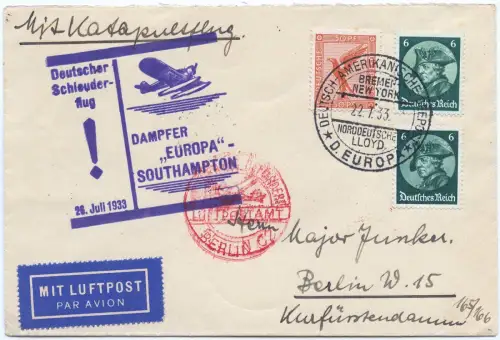 Mit Katapultflug.
Deutscher
Schleuder-
flug
!
DAMPFER
„EUROPA“-
SOUTHAMPTON
26. Juli 1933
DEUTSCHES REICH
6
6
Deutsches Reich
6
Deutsches Reich
DEUTSCH-AMERIKANISCHE SEEPOST
BREMEN
NEW YORK
22.7.33.
NORDDEUTSCHER
LLOYD
★ D. EUROPA ★
LUFTPOSTAMT
BERLIN C2
MIT LUFTPOST
PAR AVION
Herrn
Major Junker.
Berlin W. 15
Kurfürstendamm
165/166